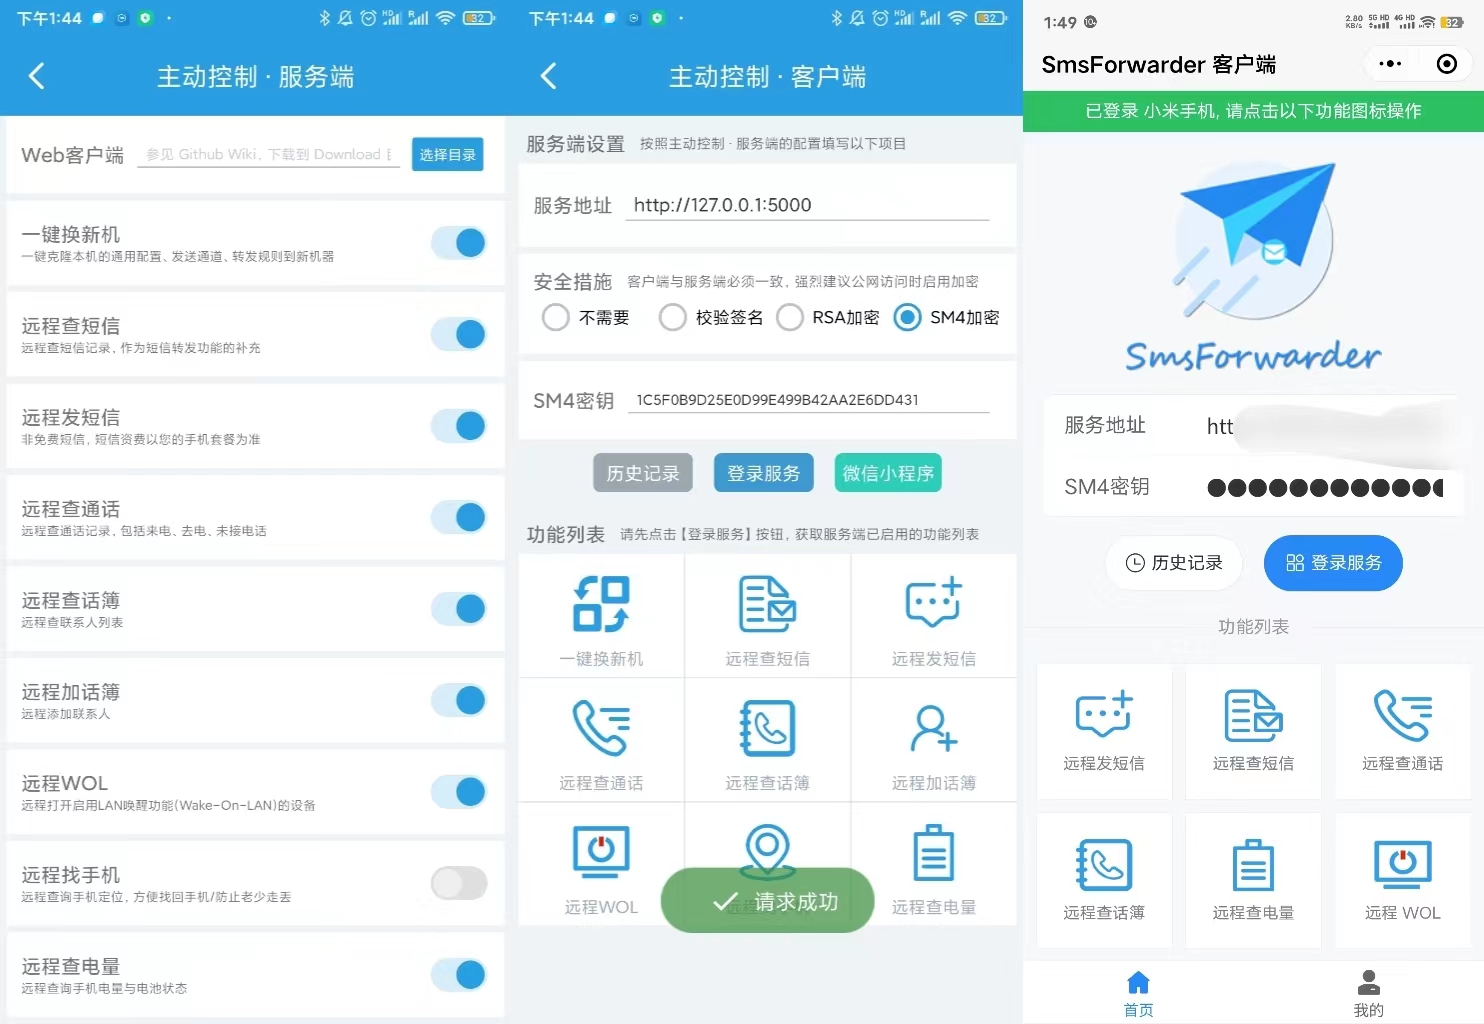 下午1:44
32
主动控制 · 服务端
Web客户端
参见 Github Wiki，下载到 Download
选择目录
一键换新机
一键克隆本机的通用配置、发送通道、转发规则到新机器
远程查短信
远程查短信记录，作为短信转发功能的补充
远程发短信
非免费短信，短信资费以您的手机套餐为准
远程查通话
远程查通话记录，包括来电、去电、未接电话
远程查话簿
远程查联系人列表
远程加话簿
远程添加联系人
远程WOL
远程打开启用LAN唤醒功能(Wake-On-LAN)的设备
远程找手机
远程查询手机定位，方便找回手机/防止老少走丢
远程查电量
远程查询手机电量与电池状态
下午1:44
32
主动控制 · 客户端
服务端设置 按照主动控制 · 服务端的配置填写以下项目
服务地址 http://127.0.0.1:5000
安全措施 客户端与服务端必须一致，强烈建议公网访问时启用加密
不需要 校验签名 RSA加密 SM4加密
SM4密钥 1C5F0B9D25E0D99E499B42AA2E6DD431
历史记录 登录服务 微信小程序
功能列表 请先点击【登录服务】按钮，获取服务端已启用的功能列表
一键换新机 远程查短信 远程发短信
远程查通话 远程查话簿 远程加话簿
远程WOL 远程查电量
请求成功
1:49
2.80 KB/s 5G HD 4G HD 32
SmsForwarder 客户端
已登录 小米手机, 请点击以下功能图标操作
SmsForwarder
服务地址 htt
SM4密钥 ●●●●●●●●●●●●
历史记录 登录服务
功能列表
远程发短信 远程查短信 远程查通话
远程查话簿 远程查电量 远程 WOL
首页 我的